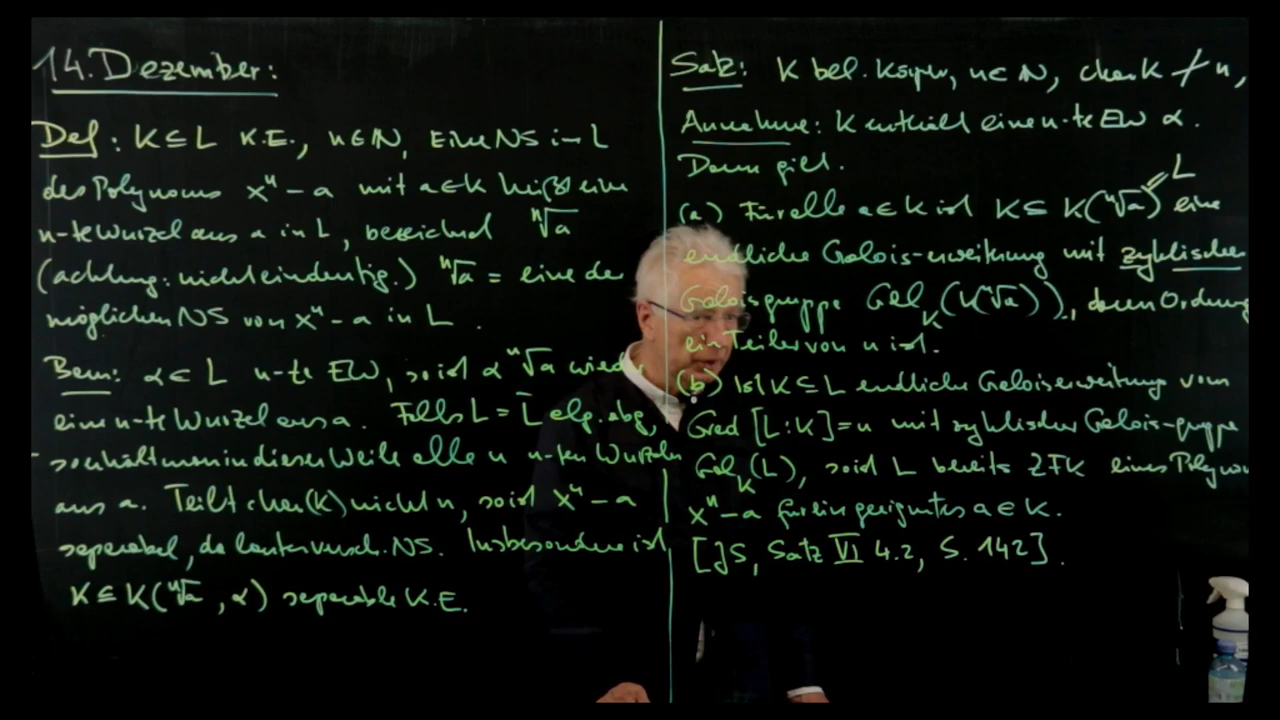 14. Dezember:
Def: K ⊆ L K.E., n∈ℕ, Eine NS in L
des Polynoms xⁿ − a mit a∈K heißt eine
n-te Wurzel aus a in L, bezeichnet ⁿ√a
(Achtung: nicht eindeutig.) ⁿ√a = eine der
möglichen NS von xⁿ − a in L.
Bem: α∈L n-te EW, so ist α ⁿ√a wieder
eine n-te Wurzel aus a. Falls L = L̄ alg. abg,
so erhält man in dieser Weise alle n n-ten Wurzeln
aus a. Teilt char(K) nicht n, so ist xⁿ − a
separabel, da lauter versch. NS. Insbesondere ist
K ⊆ K(ⁿ√a, α) separable K.E.
Satz: K bel. Körper, n∈ℕ, char K ∤ n,
Annahme: K enthält eine n-te EW α.
Dann gilt.
(a) Für alle a∈K ist K ⊆ K(ⁿ√a) = L eine
endliche Galois-erweiterung mit zyklischer
Galoisgruppe Gal_K(K(ⁿ√a)), deren Ordnung
ein Teiler von n ist.
(b) Ist K ⊆ L endliche Galoiserweiterung vom
Grad [L:K]=n mit zyklischer Galois-gruppe
Gal_K(L), so ist L bereits ZFK eines Polynoms
xⁿ−a für ein geeignetes a∈K.
[JS, Satz VI 4.2, S. 142].